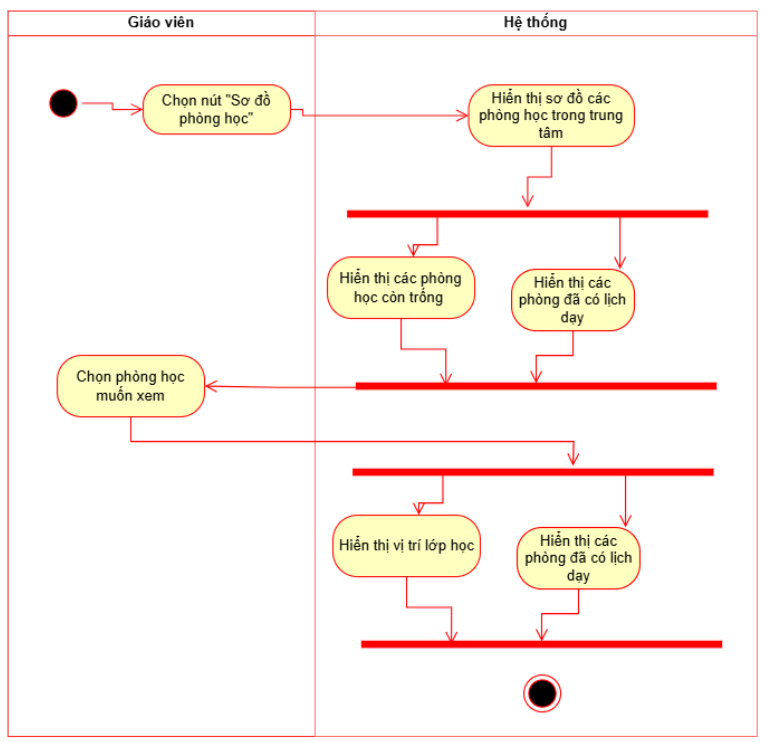 Giáo viên
Hệ thống
Chọn nút "Sơ đồ
phòng học"
Hiển thị sơ đồ các
phòng học trong trung
tâm
Hiển thị các phòng
học còn trống
Hiển thị các
phòng đã có lịch
dạy
Chọn phòng học
muốn xem
Hiển thị vị trí lớp học
Hiển thị các
phòng đã có lịch
dạy